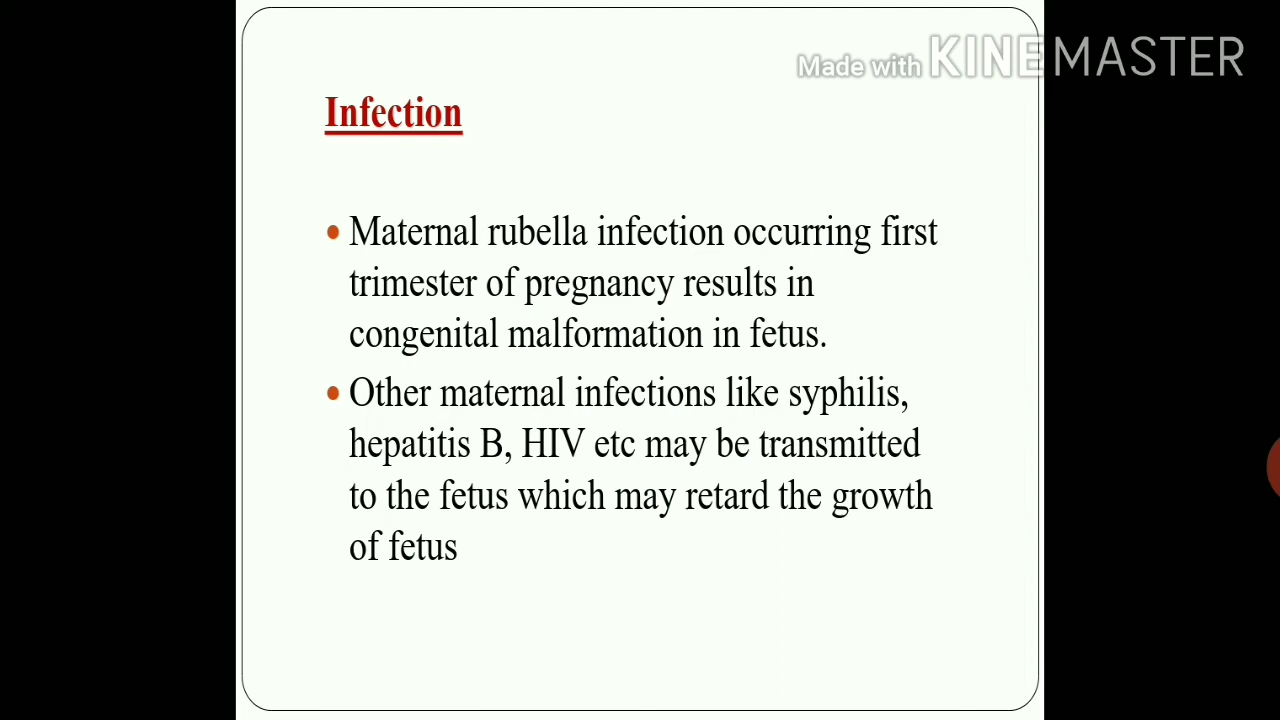 Made with KINEMASTER
Infection
• Maternal rubella infection occurring first
trimester of pregnancy results in
congenital malformation in fetus.
• Other maternal infections like syphilis,
hepatitis B, HIV etc may be transmitted
to the fetus which may retard the growth
of fetus